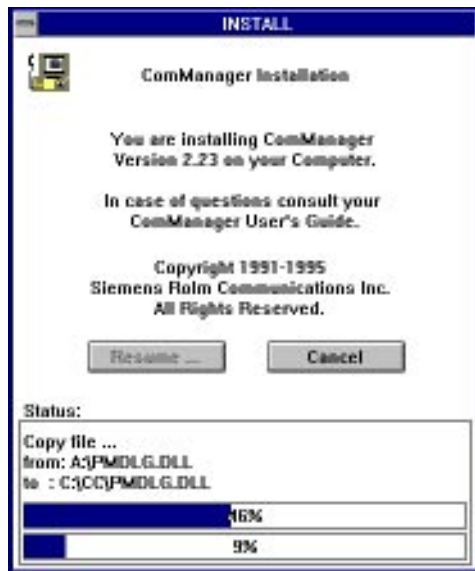 INSTALL
ComManager Installation
You are installing ComManager
Version 2.23 on your Computer.
In case of questions consult your
ComManager User's Guide.
Copyright 1991-1995
Siemens Rolm Communications Inc.
All Rights Reserved.
Resume ...
Cancel
Status:
Copy file ...
from: A:\PMDLG.DLL
to : C:\CC\PMDLG.DLL
46%
9%